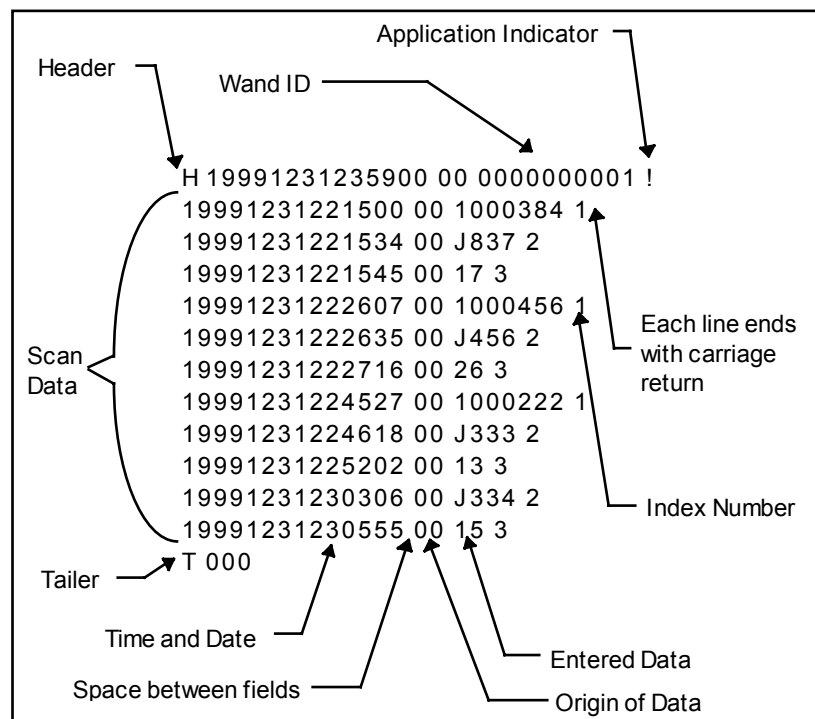 Application Indicator
Header
Wand ID
H 19991231235900 00 0000000001 !
19991231221500 00 1000384 1
19991231221534 00 J837 2
19991231221545 00 17 3
19991231222607 00 1000456 1
19991231222635 00 J456 2
19991231222716 00 26 3
19991231224527 00 1000222 1
19991231224618 00 J333 2
19991231225202 00 13 3
19991231230306 00 J334 2
19991231230555 00 15 3
T 000
Scan
Data
Each line ends
with carriage
return
Index Number
Tailer
Time and Date
Entered Data
Space between fields
Origin of Data